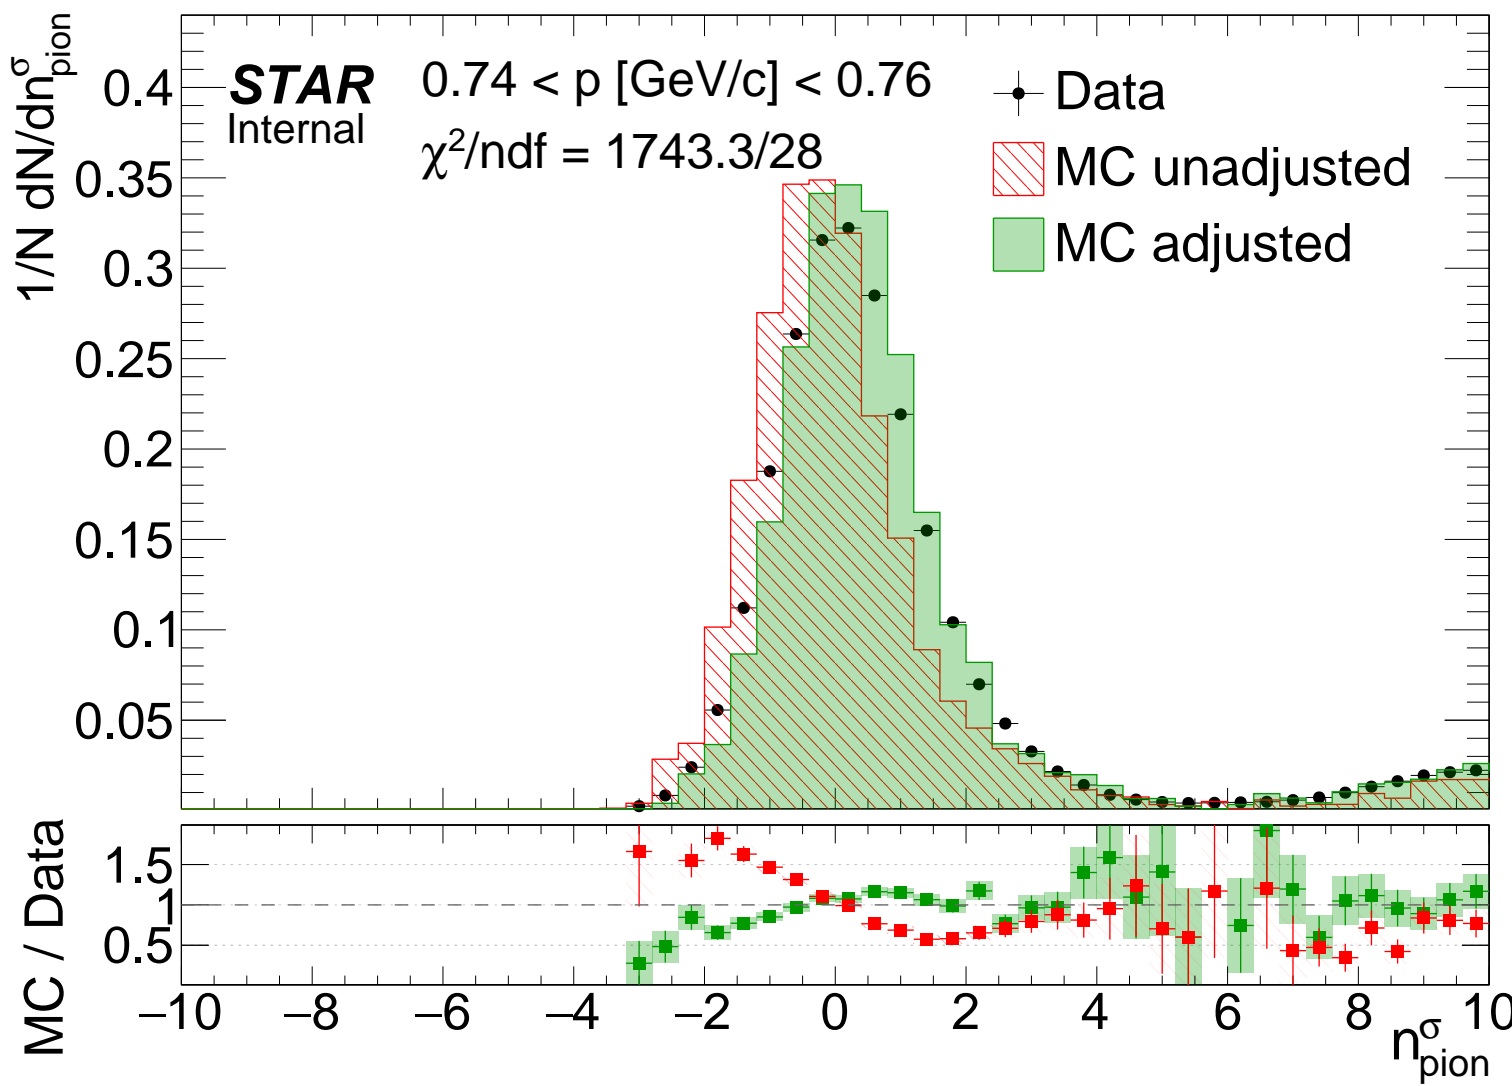 1/N dN/dn^σ_pion
STAR
Internal
0.74 < p [GeV/c] < 0.76
χ²/ndf = 1743.3/28
Data
MC unadjusted
MC adjusted
0.4
0.35
0.3
0.25
0.2
0.15
0.1
0.05
MC / Data
1.5
1
0.5
−10 −8 −6 −4 −2 0 2 4 6 8 10
n^σ_pion